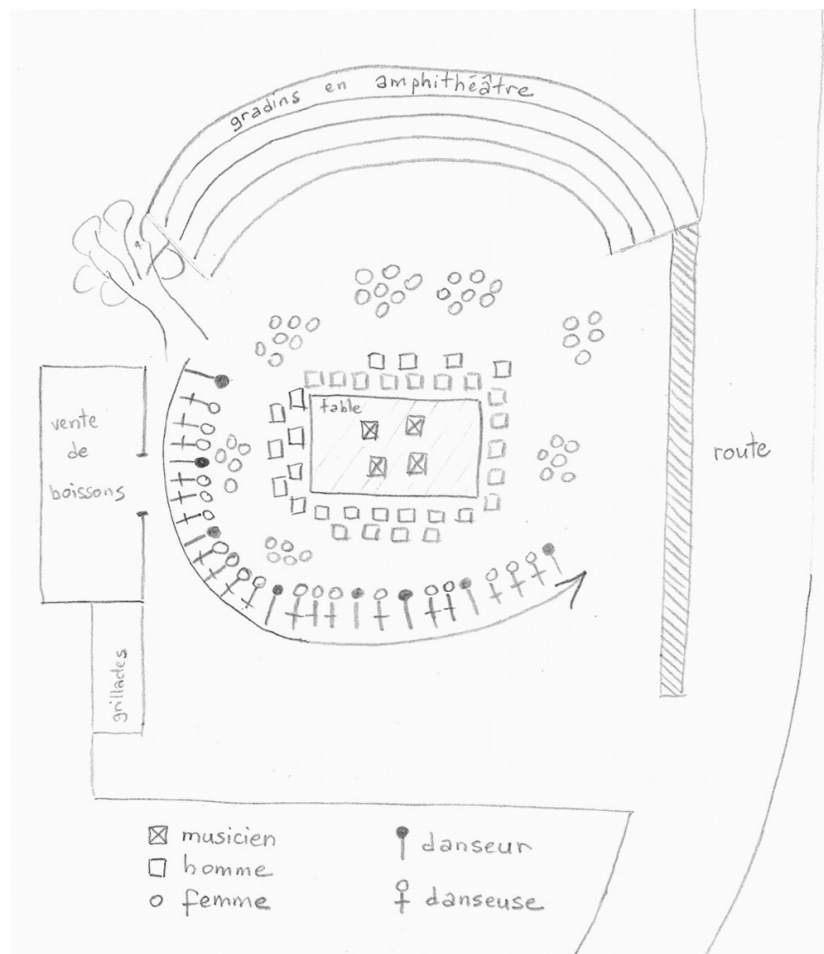 gradins en amphithéâtre
table
vente
de
boissons
route
grillades
musicien
homme
femme
danseur
danseuse